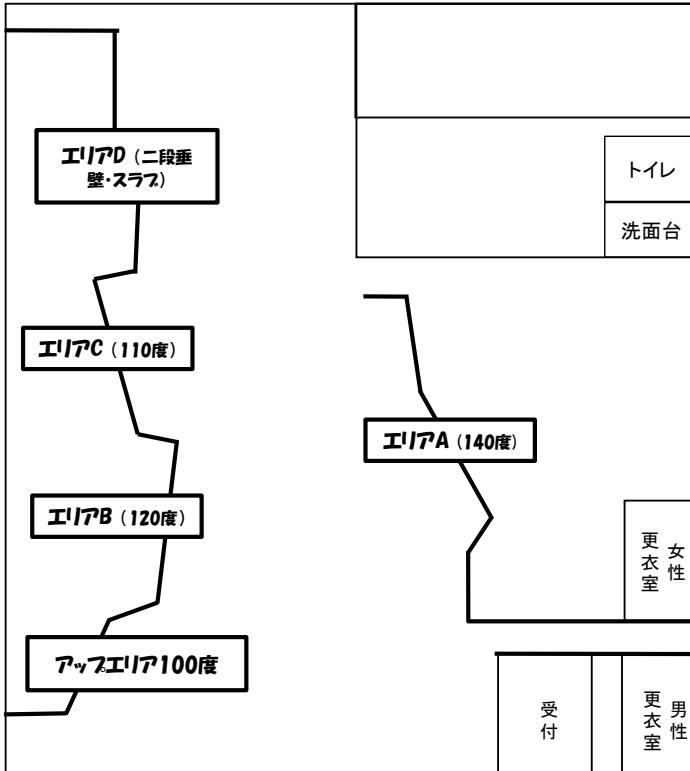 エリアD（二段垂
壁・スラブ）
トイレ
洗面台
エリアC（110度）
エリアA（140度）
エリアB（120度）
女性
更衣室
アップエリア100度
受付
男性
更衣室